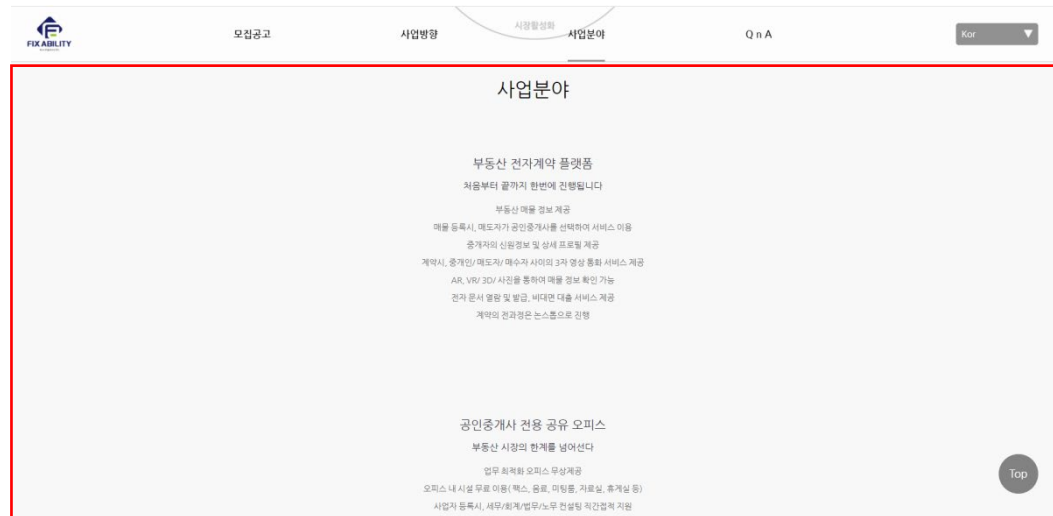 FIX ABILITY
모집공고
사업방향
시장활성화
사업분야
Q n A
Kor
사업분야
부동산 전자계약 플랫폼
처음부터 끝까지 한번에 진행됩니다
부동산 매물 정보 제공
매물 등록시, 매도자가 공인중개사를 선택하여 서비스 이용
중개자의 신원정보 및 상세 프로필 제공
계약시, 중개인/ 매도자/ 매수자 사이의 3자 영상 통화 서비스 제공
AR, VR/ 3D/ 사진을 통하여 매물 정보 확인 가능
전자 문서 열람 및 발급, 비대면 대출 서비스 제공
계약의 전과정은 논스톱으로 진행
공인중개사 전용 공유 오피스
부동산 시장의 한계를 넘어선다
업무 최적화 오피스 무상제공
오피스 내 시설 무료 이용( 팩스, 음료, 미팅룸, 자료실, 휴게실 등)
사업자 등록시, 세무/회계/법무/노무 컨설팅 직간접적 지원
Top